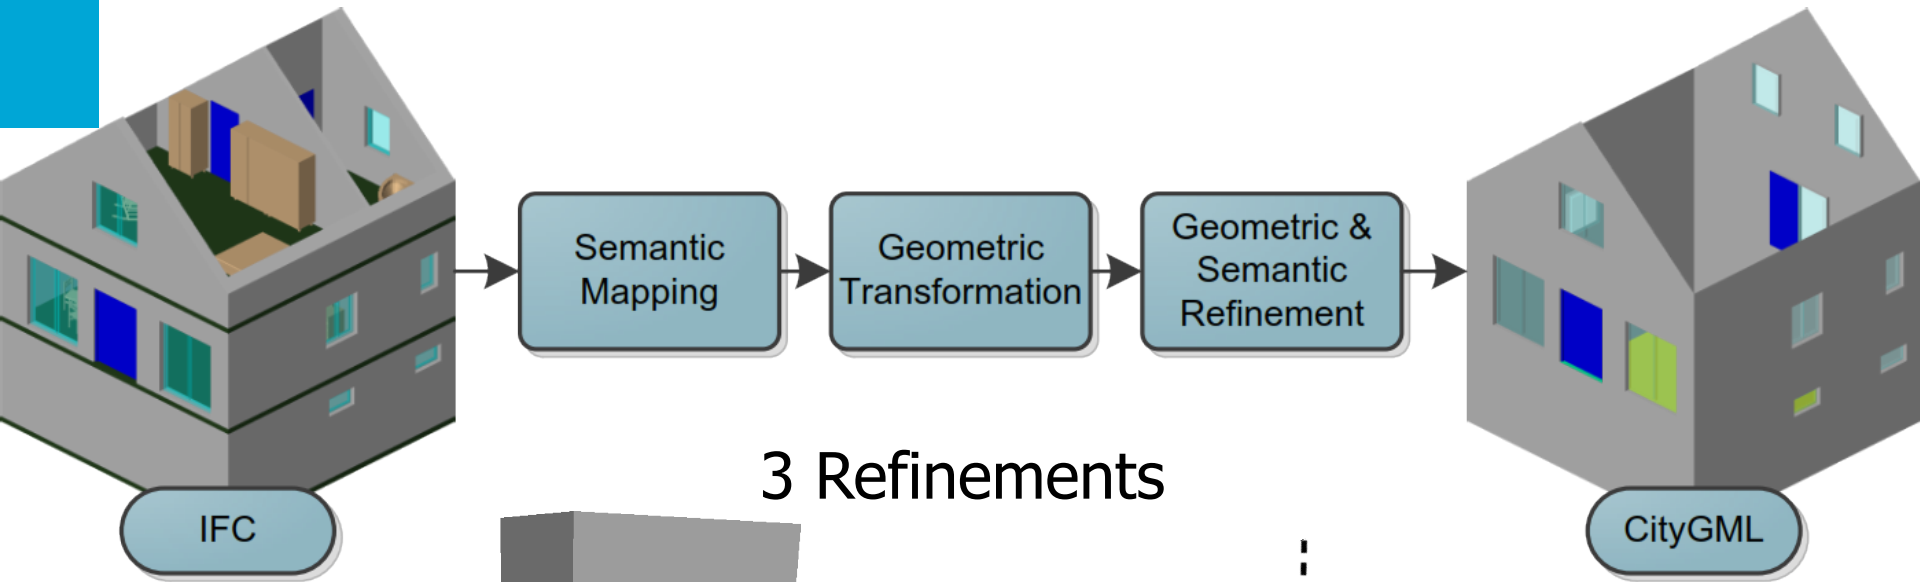 Semantic
Mapping
Geometric
Transformation
Geometric &
Semantic
Refinement
3 Refinements
IFC
CityGML